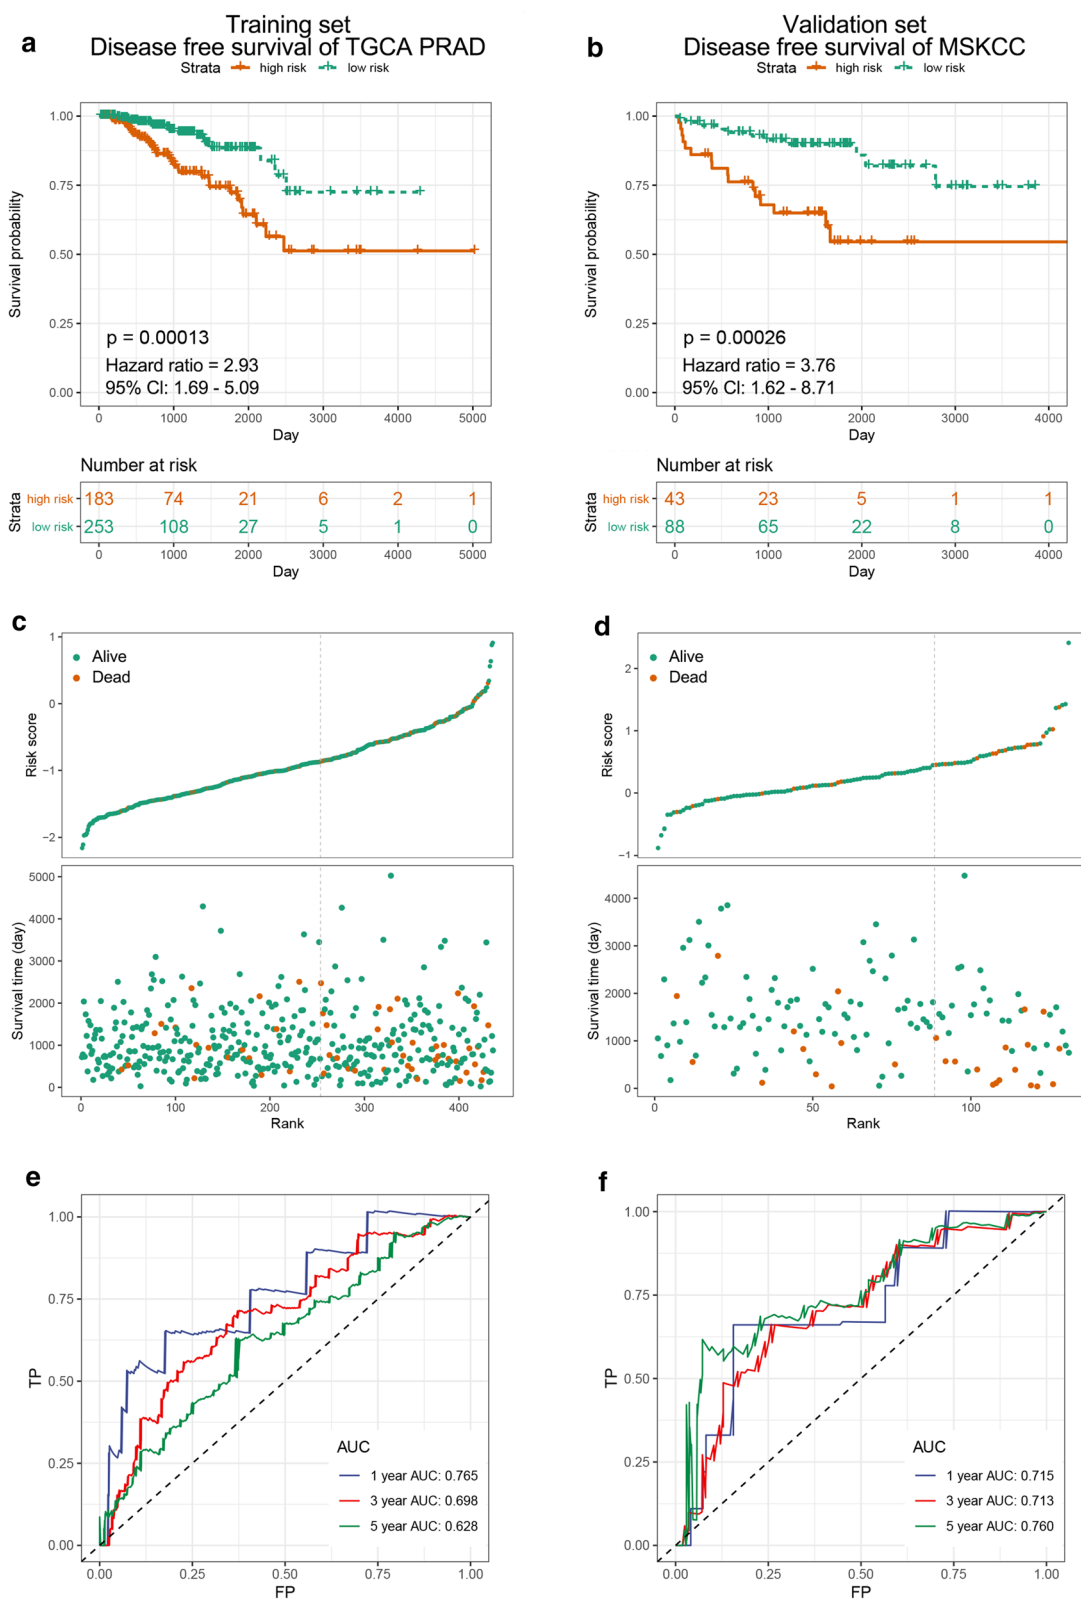 a
Training set
Disease free survival of TGCA PRAD
Strata high risk low risk
1.00
0.75
0.50
0.25
0.00
Survival probability
p = 0.00013
Hazard ratio = 2.93
95% CI: 1.69 - 5.09
0 1000 2000 3000 4000 5000
Day
Number at risk
Strata
high risk 183 74 21 6 2 1
low risk 253 108 27 5 1 0
0 1000 2000 3000 4000 5000
Day
b
Validation set
Disease free survival of MSKCC
Strata high risk low risk
1.00
0.75
0.50
0.25
0.00
Survival probability
p = 0.00026
Hazard ratio = 3.76
95% CI: 1.62 - 8.71
0 1000 2000 3000 4000
Day
Number at risk
Strata
high risk 43 23 5 1 1
low risk 88 65 22 8 0
0 1000 2000 3000 4000
Day
c
Alive
Dead
1
0
−1
−2
Risk score
5000
4000
3000
2000
1000
0
Survival time (day)
0 100 200 300 400
Rank
d
Alive
Dead
2
1
0
−1
Risk score
4000
3000
2000
1000
0
Survival time (day)
0 50 100
Rank
e
1.00
0.75
0.50
0.25
0.00
TP
AUC
1 year AUC: 0.765
3 year AUC: 0.698
5 year AUC: 0.628
0.00 0.25 0.50 0.75 1.00
FP
f
1.00
0.75
0.50
0.25
0.00
TP
AUC
1 year AUC: 0.715
3 year AUC: 0.713
5 year AUC: 0.760
0.00 0.25 0.50 0.75 1.00
FP